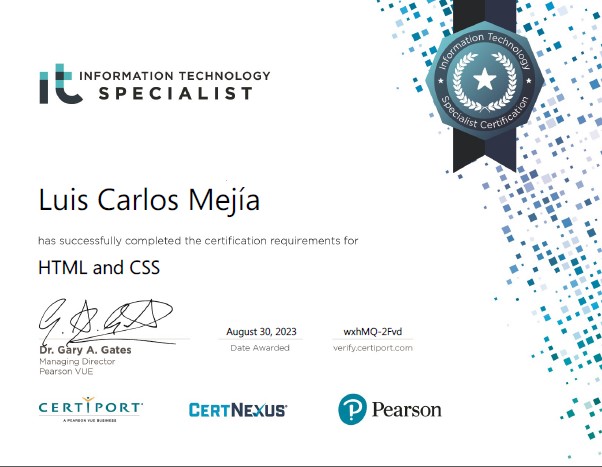 it INFORMATION TECHNOLOGY
SPECIALIST
Information Technology
Specialist Certification
Luis Carlos Mejía
has successfully completed the certification requirements for
HTML and CSS
Dr. Gary A. Gates
Managing Director
Pearson VUE
August 30, 2023
Date Awarded
wxhMQ-2Fvd
verify.certiport.com
CERTIPORT
A PEARSON VUE BUSINESS
CERTNEXUS®
P Pearson